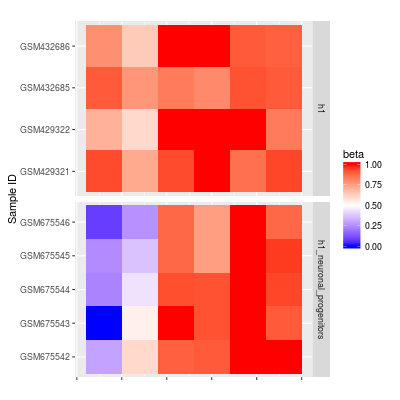 GSM432686
GSM432685
GSM429322
GSM429321
h1
GSM675546
GSM675545
GSM675544
GSM675543
GSM675542
h1_neuronal_progenitors
Sample ID
beta
1.00
0.75
0.50
0.25
0.00